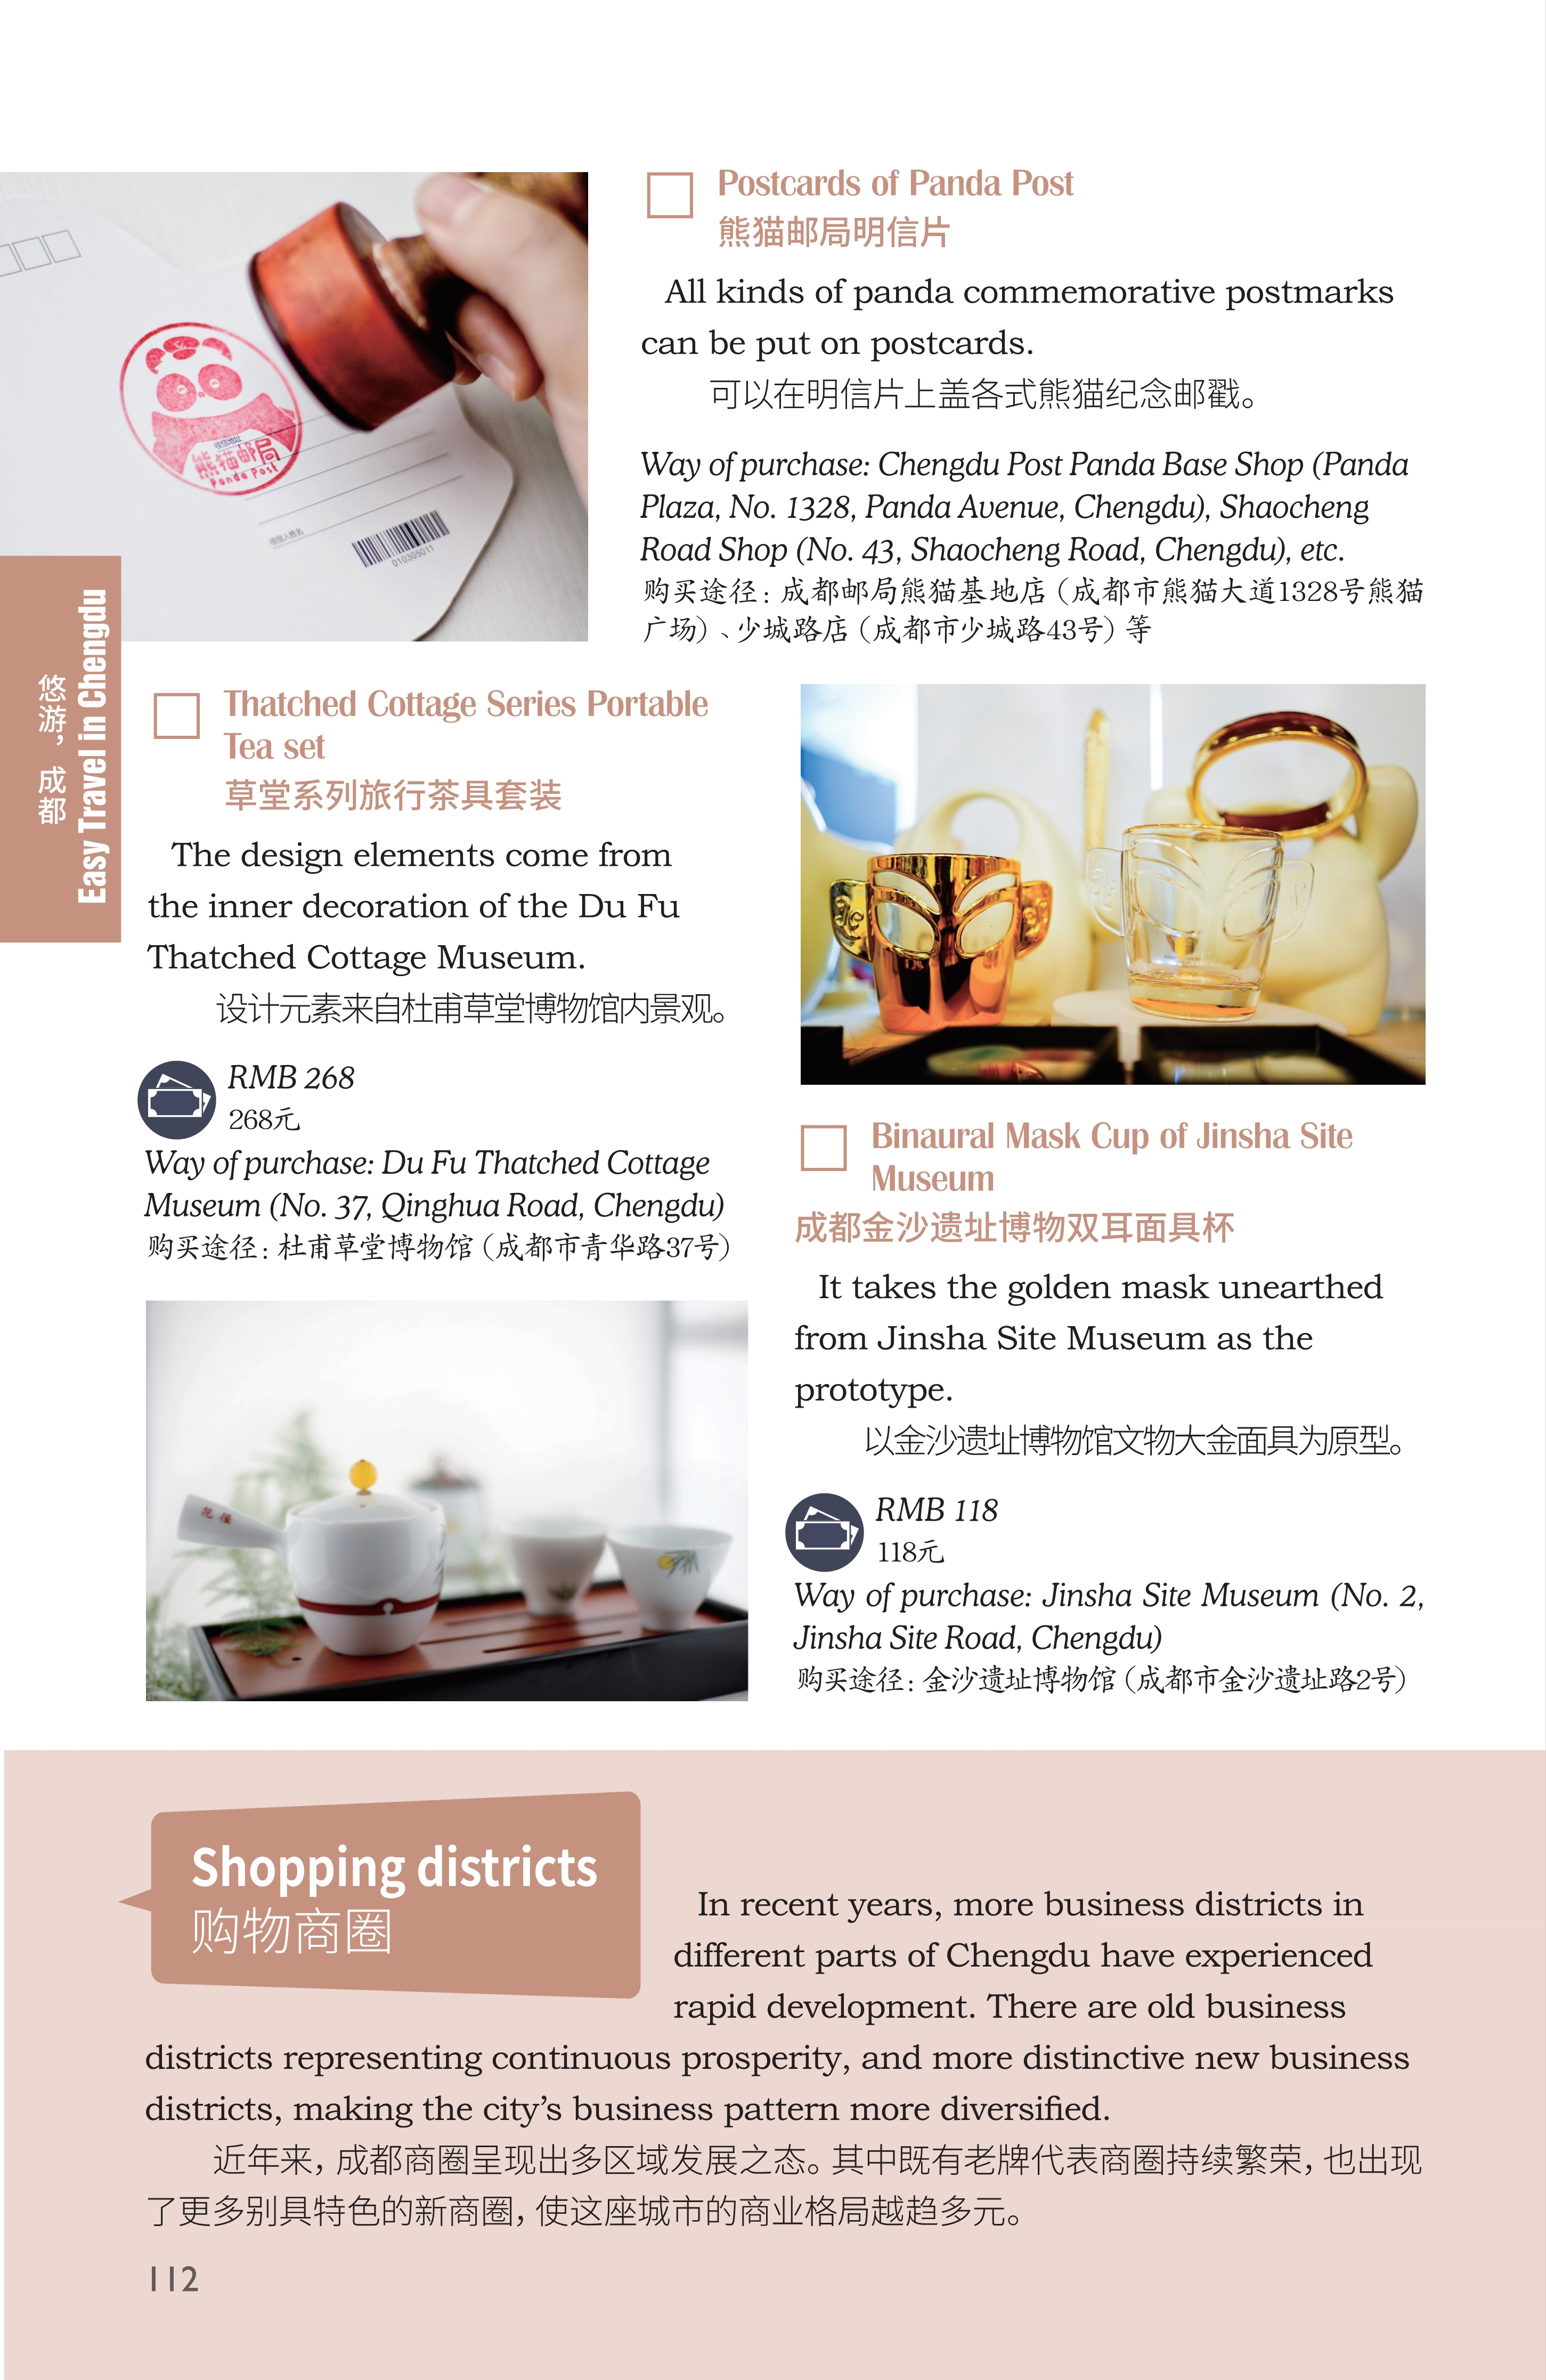 熊猫邮局
Panda Post
收信地址
收信人姓名
010305011
Postcards of Panda Post
熊猫邮局明信片
All kinds of panda commemorative postmarks
can be put on postcards.
可以在明信片上盖各式熊猫纪念邮戳。
Way of purchase: Chengdu Post Panda Base Shop (Panda
Plaza, No. 1328, Panda Avenue, Chengdu), Shaocheng
Road Shop (No. 43, Shaocheng Road, Chengdu), etc.
购买途径：成都邮局熊猫基地店（成都市熊猫大道1328号熊猫
广场）、少城路店（成都市少城路43号）等
Easy Travel in Chengdu
悠游，成都
Thatched Cottage Series Portable
Tea set
草堂系列旅行茶具套装
The design elements come from
the inner decoration of the Du Fu
Thatched Cottage Museum.
设计元素来自杜甫草堂博物馆内景观。
RMB 268
268元
Way of purchase: Du Fu Thatched Cottage
Museum (No. 37, Qinghua Road, Chengdu)
购买途径：杜甫草堂博物馆（成都市青华路37号）
Binaural Mask Cup of Jinsha Site
Museum
成都金沙遗址博物双耳面具杯
It takes the golden mask unearthed
from Jinsha Site Museum as the
prototype.
以金沙遗址博物馆文物大金面具为原型。
RMB 118
118元
Way of purchase: Jinsha Site Museum (No. 2,
Jinsha Site Road, Chengdu)
购买途径：金沙遗址博物馆（成都市金沙遗址路2号）
Shopping districts
购物商圈
In recent years, more business districts in
different parts of Chengdu have experienced
rapid development. There are old business
districts representing continuous prosperity, and more distinctive new business
districts, making the city’s business pattern more diversified.
近年来，成都商圈呈现出多区域发展之态。其中既有老牌代表商圈持续繁荣，也出现
了更多别具特色的新商圈，使这座城市的商业格局越趋多元。
112